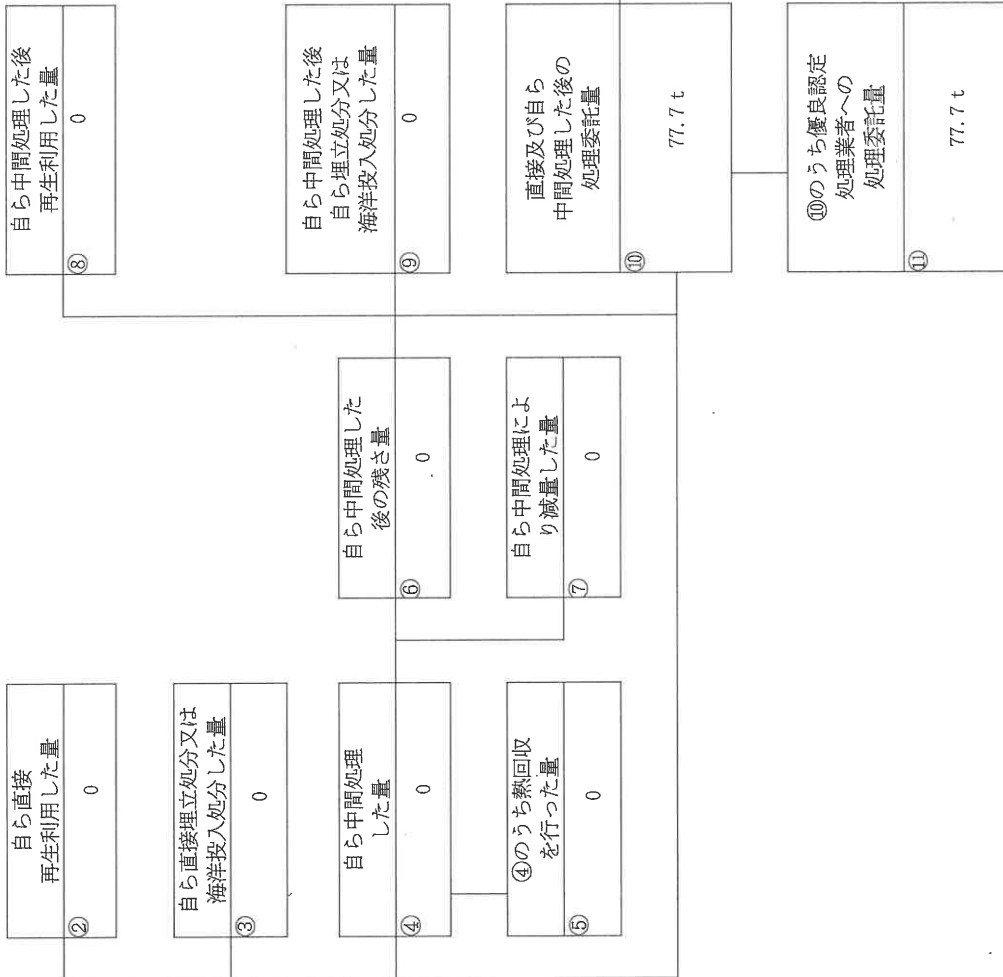 自ら直接
再生利用した量
②
0
自ら直接埋立処分又は
海洋投入処分した量
③
0
自ら中間処理
した量
④
0
④のうち熱回収
を行った量
⑤
0
自ら中間処理した
後の残さ量
⑥
0
自ら中間処理によ
り減量した量
⑦
0
自ら中間処理した後
再生利用した量
⑧
0
自ら中間処理した後
自ら埋立処分又は
海洋投入処分した量
⑨
0
直接及び自ら
中間処理した後の
処理委託量
⑩
77.7 t
⑩のうち優良認定
処理業者への
処理委託量
⑪
77.7 t